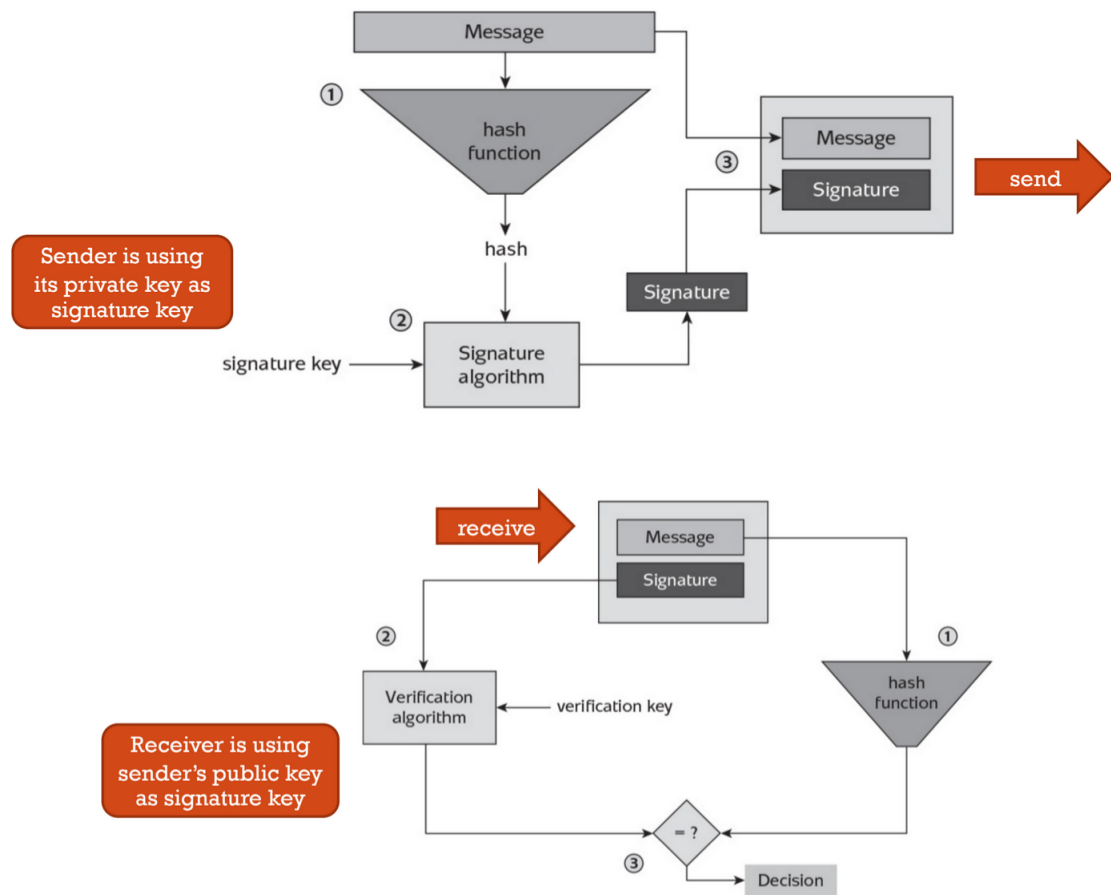 Message
①
hash
function
Message
③
Signature
send
Sender is using
its private key as
signature key
hash
Signature
②
Signature
algorithm
signature key
receive
Message
Signature
②
①
hash
function
Verification
algorithm
verification key
Receiver is using
sender's public key
as signature key
= ?
③
Decision